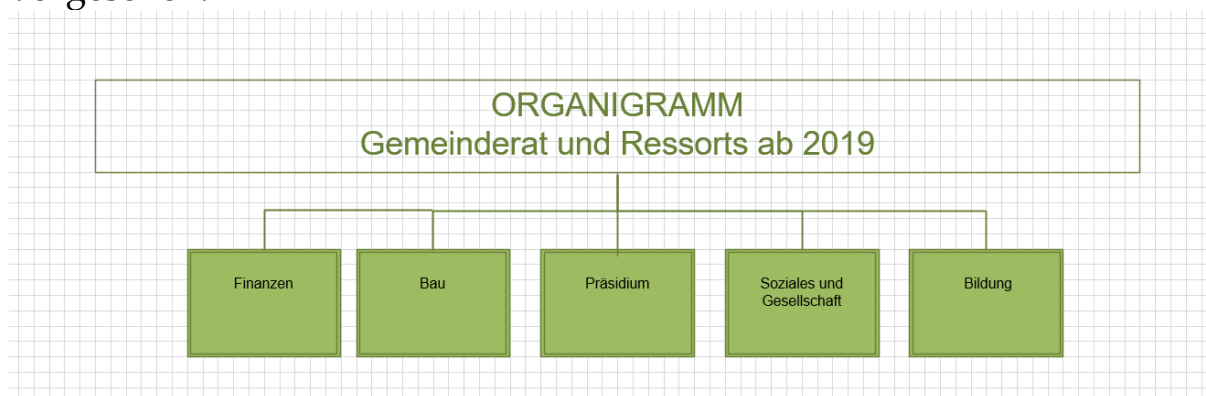 ORGANIGRAMM
Gemeinderat und Ressorts ab 2019
Finanzen
Bau
Präsidium
Soziales und
Gesellschaft
Bildung